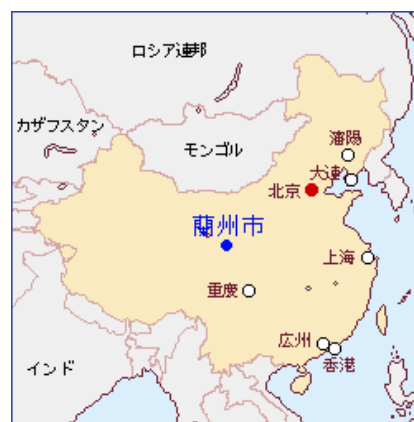 ロシア連邦
カザフスタン
モンゴル
瀋陽
大連
北京
蘭州市
上海
重慶
広州
香港
インド